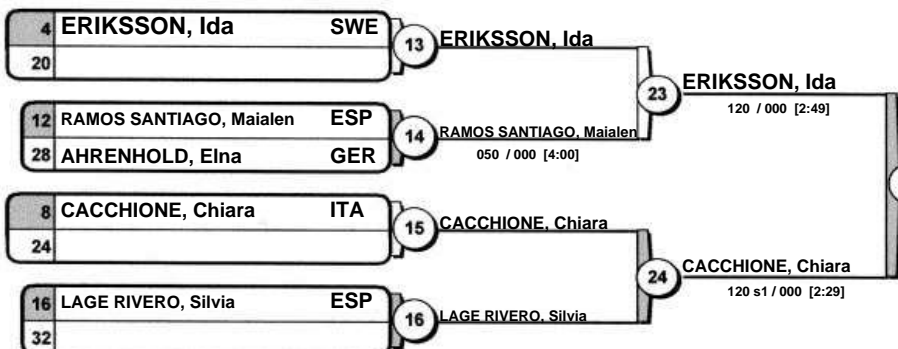 4 ERIKSSON, Ida SWE
20
13
ERIKSSON, Ida
12 RAMOS SANTIAGO, Maialen ESP
28 AHRENHOLD, Elna GER
14
RAMOS SANTIAGO, Maialen
050 / 000 [4:00]
23
ERIKSSON, Ida
120 / 000 [2:49]
8 CACCHIONE, Chiara ITA
24
15
CACCHIONE, Chiara
16 LAGE RIVERO, Silvia ESP
32
16
LAGE RIVERO, Silvia
24
CACCHIONE, Chiara
120 s1 / 000 [2:29]